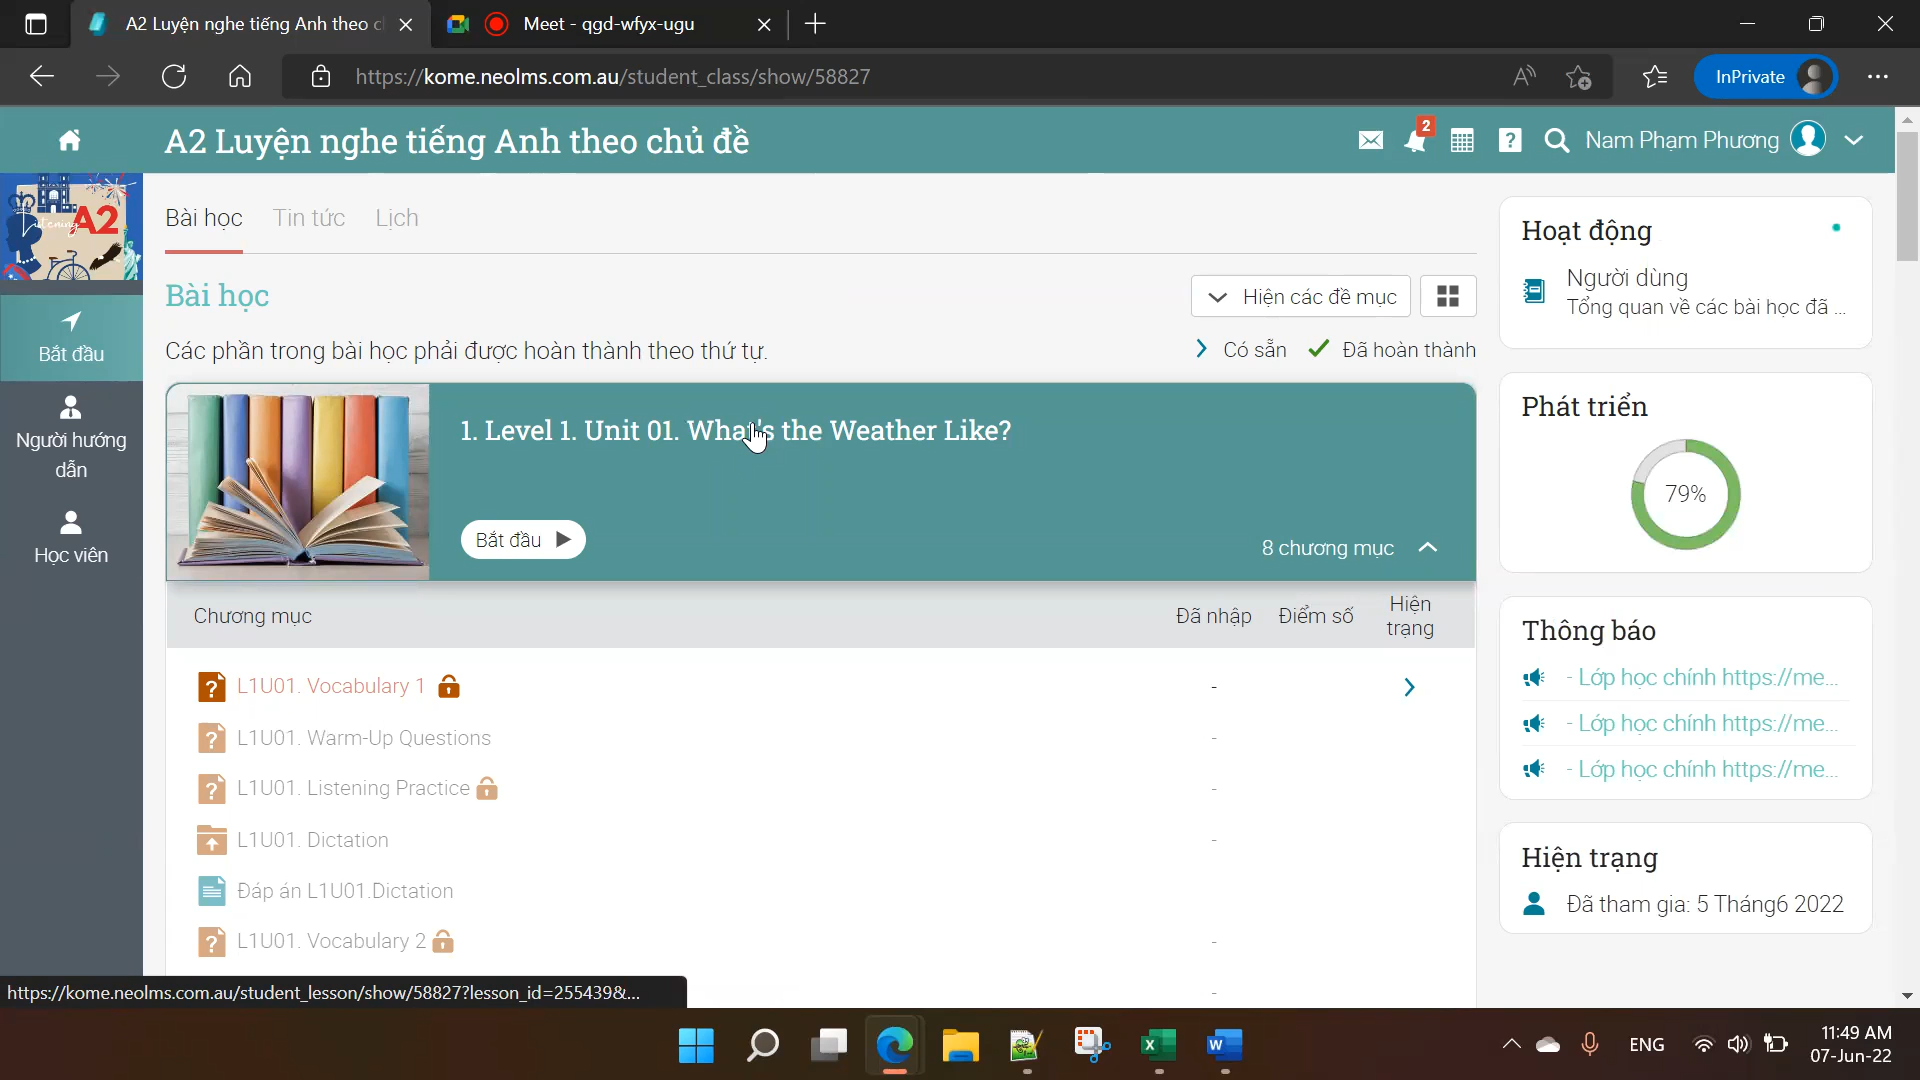 A2 Luyện nghe tiếng Anh theo c
Meet - qgd-wfyx-ugu
https://kome.neolms.com.au/student_class/show/58827
InPrivate
A2 Luyện nghe tiếng Anh theo chủ đề
2
Nam Phạm Phương
Listening A2
Bài học
Tin tức
Lịch
Bài học
Hiện các đề mục
Các phần trong bài học phải được hoàn thành theo thứ tự.
Có sẵn
Đã hoàn thành
Bắt đầu
Người hướng
dẫn
Học viên
1. Level 1. Unit 01. What's the Weather Like?
Bắt đầu
8 chương mục
Chương mục
Đã nhập
Điểm số
Hiện
trạng
L1U01. Vocabulary 1
-
L1U01. Warm-Up Questions
-
L1U01. Listening Practice
-
L1U01. Dictation
-
Đáp án L1U01.Dictation
L1U01. Vocabulary 2
-
-
Hoạt động
Người dùng
Tổng quan về các bài học đã ...
Phát triển
79%
Thông báo
- Lớp học chính https://me...
- Lớp học chính https://me...
- Lớp học chính https://me...
Hiện trạng
Đã tham gia: 5 Tháng6 2022
https://kome.neolms.com.au/student_lesson/show/58827?lesson_id=255439&...
ENG
11:49 AM
07-Jun-22